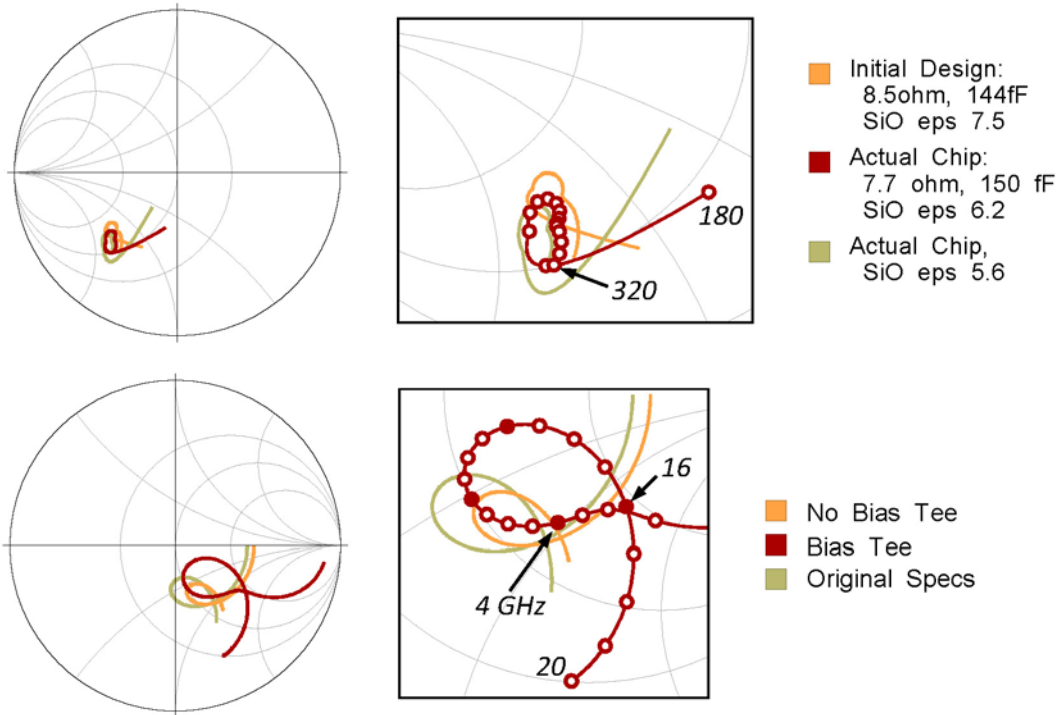 180
320
Initial Design:
8.5ohm, 144fF
SiO eps 7.5
Actual Chip:
7.7 ohm, 150 fF
SiO eps 6.2
Actual Chip,
SiO eps 5.6
16
4 GHz
20
No Bias Tee
Bias Tee
Original Specs